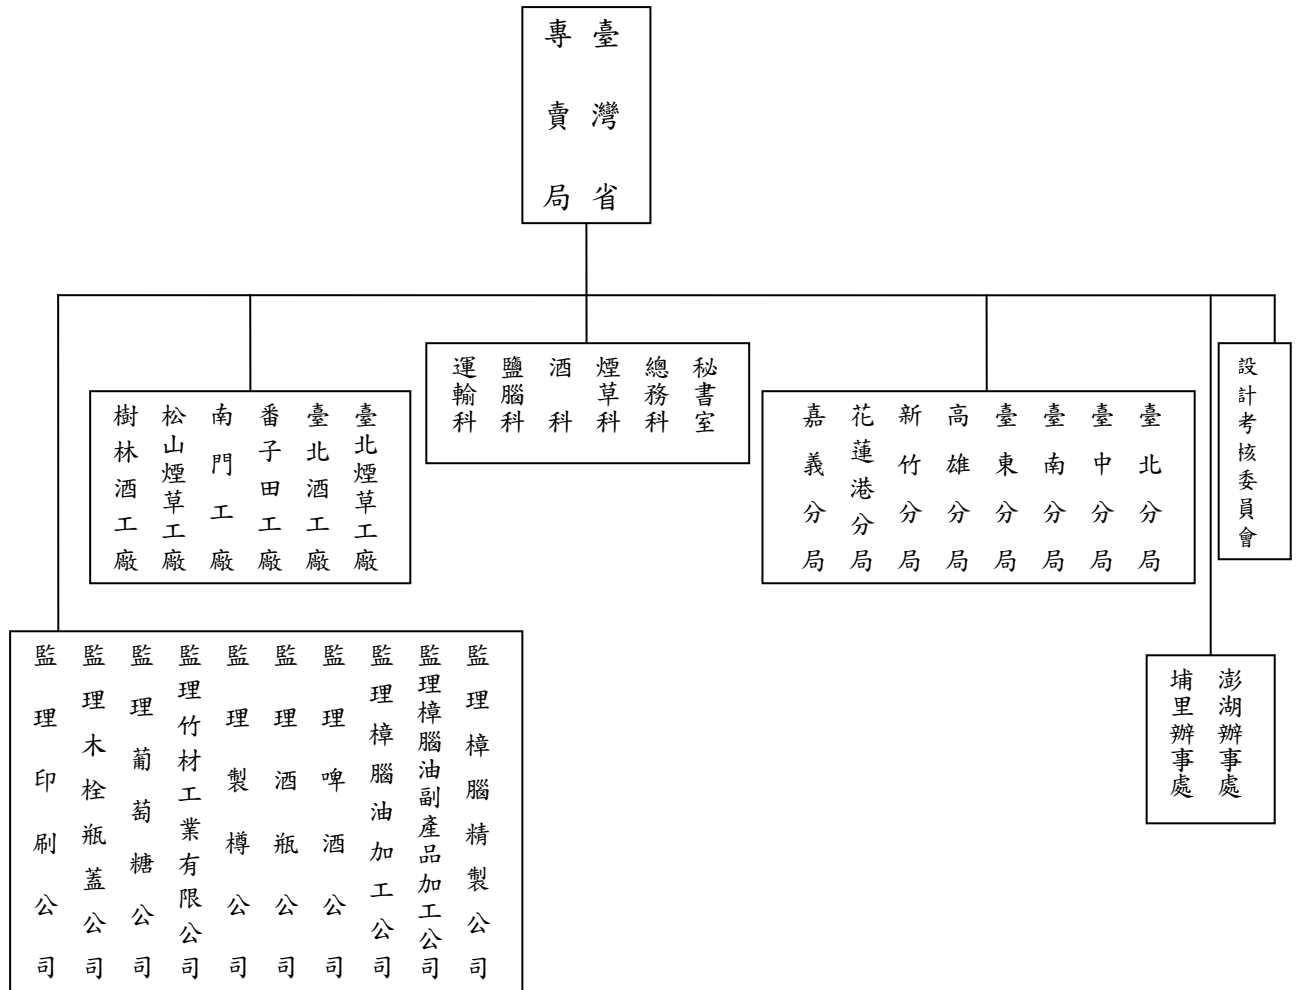 臺灣省
專賣局
設計考核委員會
澎湖辦事處
埔里辦事處
臺北分局
臺中分局
臺南分局
臺東分局
高雄分局
新竹分局
花蓮港分局
嘉義分局
秘書室
總務科
煙草科
酒科
鹽腦科
運輸科
臺北煙草工廠
臺北酒工廠
番子田工廠
南門工廠
松山煙草工廠
樹林酒工廠
監理樟腦精製公司
監理樟腦油副產品加工公司
監理樟腦油加工公司
監理啤酒公司
監理酒瓶公司
監理製樽公司
監理竹材工業有限公司
監理葡萄糖公司
監理木栓瓶蓋公司
監理印刷公司